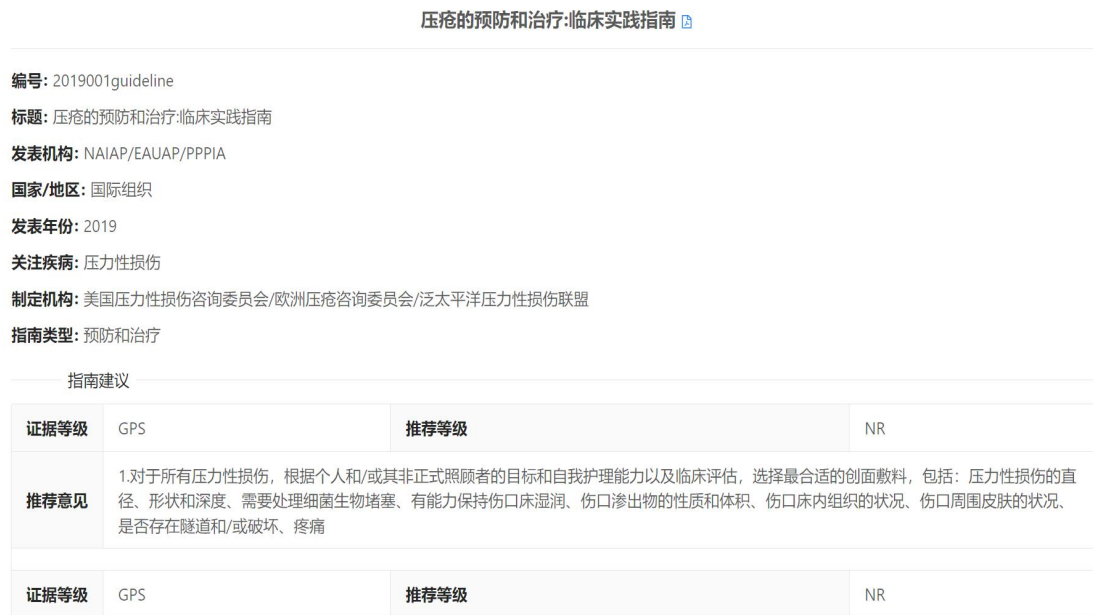 压疮的预防和治疗:临床实践指南
编号: 2019001guideline
标题: 压疮的预防和治疗:临床实践指南
发表机构: NAIAP/EAUAP/PPPIA
国家/地区: 国际组织
发表年份: 2019
关注疾病: 压力性损伤
制定机构: 美国压力性损伤咨询委员会/欧洲压疮咨询委员会/泛太平洋压力性损伤联盟
指南类型: 预防和治疗
指南建议
证据等级 GPS 推荐等级 NR
推荐意见 1.对于所有压力性损伤，根据个人和/或其非正式照顾者的目标和自我护理能力以及临床评估，选择最合适的创面敷料，包括：压力性损伤的直
径、形状和深度、需要处理细菌生物堵塞、有能力保持伤口床湿润、伤口渗出物的性质和体积、伤口床内组织的状况、伤口周围皮肤的状况、
是否存在隧道和/或破坏、疼痛
证据等级 GPS 推荐等级 NR